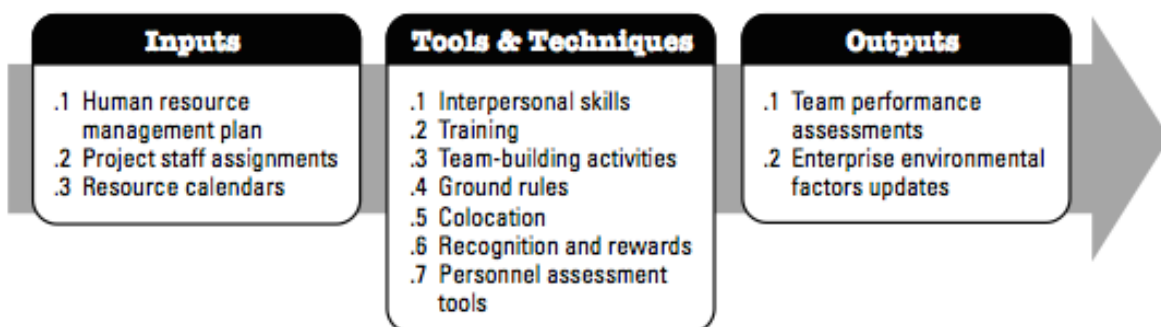 Inputs
.1 Human resource
management plan
.2 Project staff assignments
.3 Resource calendars
Tools & Techniques
.1 Interpersonal skills
.2 Training
.3 Team-building activities
.4 Ground rules
.5 Colocation
.6 Recognition and rewards
.7 Personnel assessment
tools
Outputs
.1 Team performance
assessments
.2 Enterprise environmental
factors updates